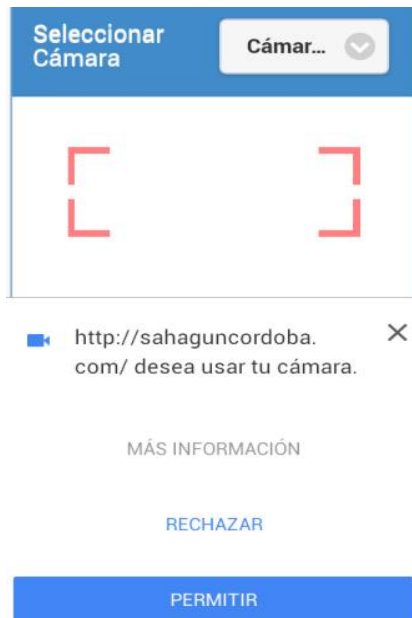 Seleccionar
Cámara
Cámar...
http://sahaguncordoba.
com/ desea usar tu cámara.
MÁS INFORMACIÓN
RECHAZAR
PERMITIR